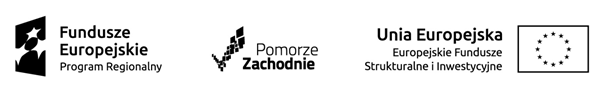 Fundusze
Europejskie
Program Regionalny
Pomorze
Zachodnie
Unia Europejska
Europejskie Fundusze
Strukturalne i Inwestycyjne